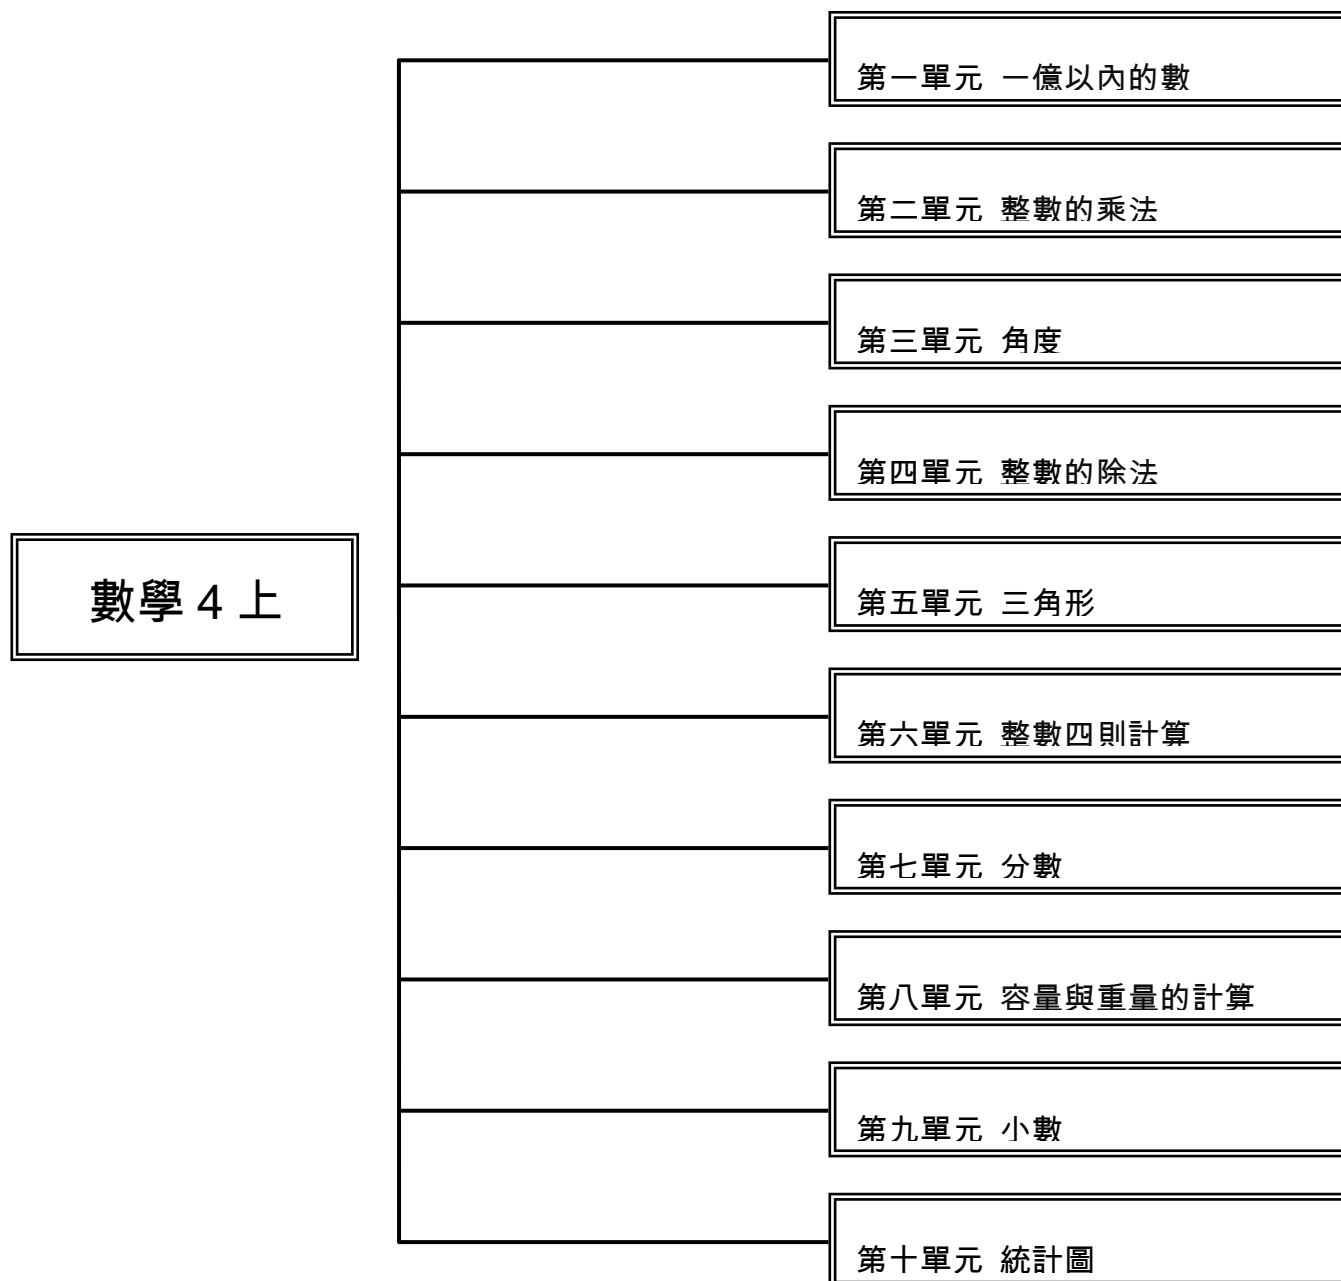 第一單元 一億以內的數
第二單元 整數的乘法
第三單元 角度
第四單元 整數的除法
數學 4 上
第五單元 三角形
第六單元 整數四則計算
第七單元 分數
第八單元 容量與重量的計算
第九單元 小數
第十單元 統計圖